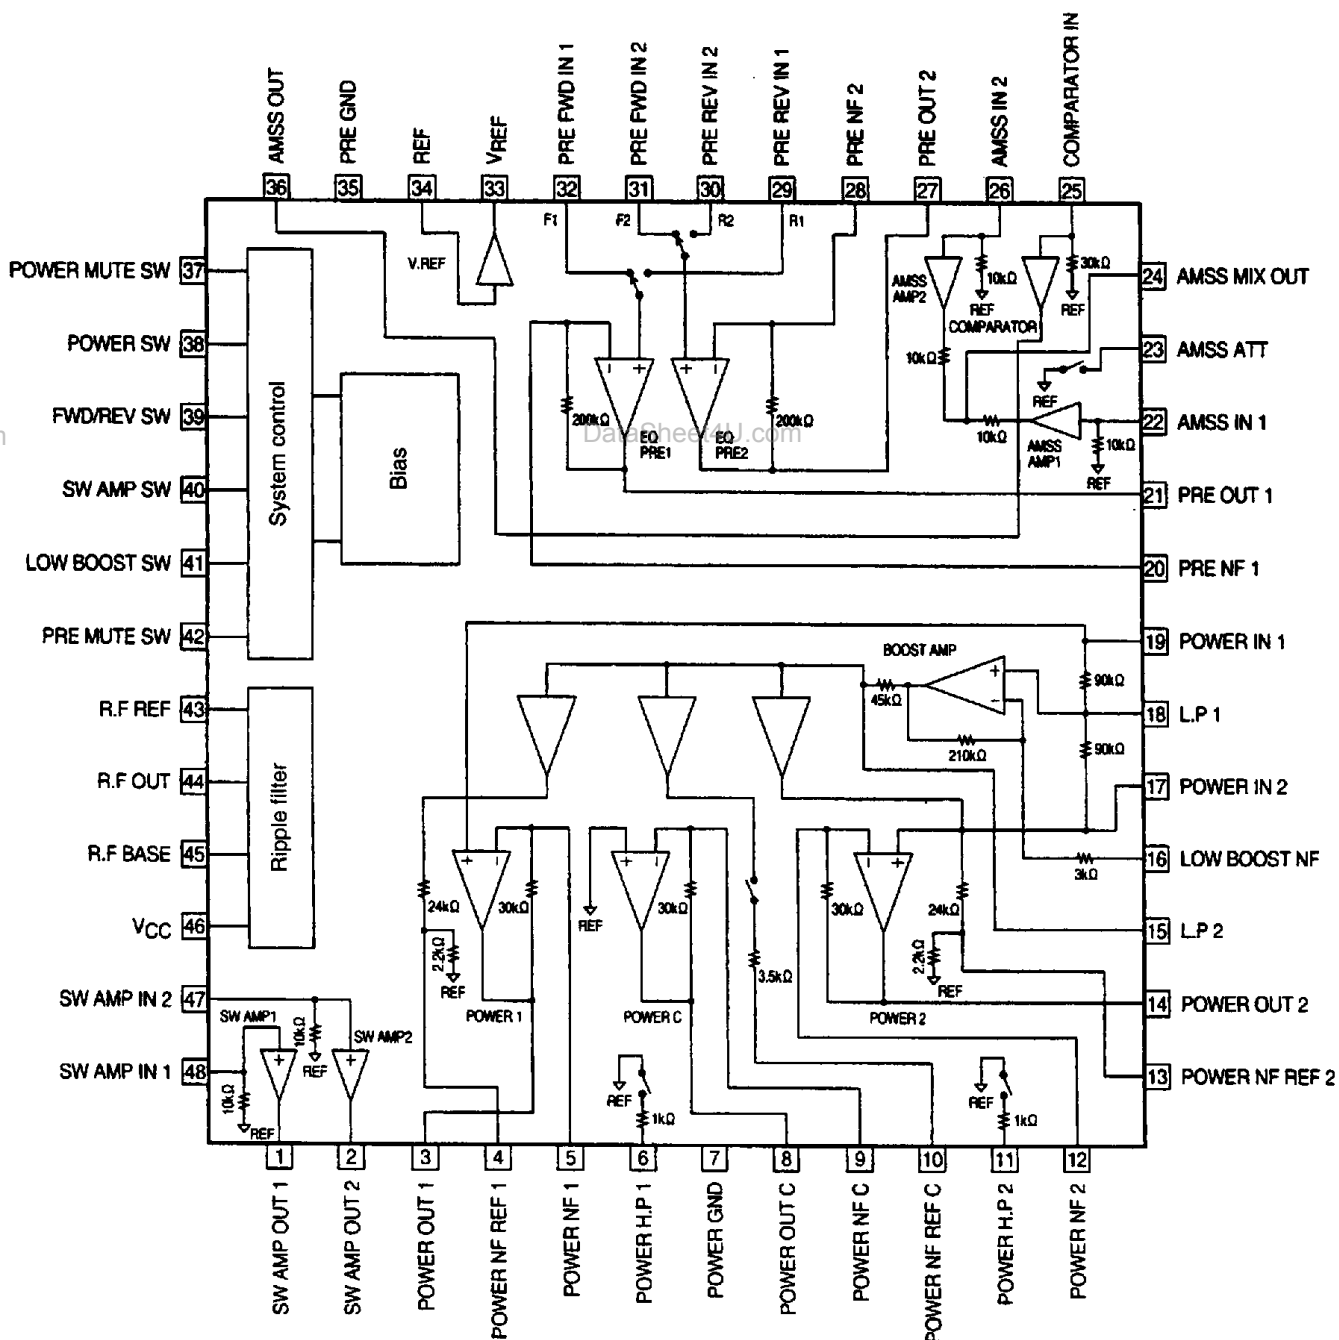 AMSS OUT
PRE GND
REF
VREF
PRE FWD IN 1
PRE FWD IN 2
PRE REV IN 2
PRE REV IN 1
PRE NF 2
PRE OUT 2
AMSS IN 2
COMPARATOR IN
36
35
34
33
32
31
30
29
28
27
26
25
F1
F2
R2
R1
V.REF
POWER MUTE SW 37
POWER SW 38
FWD/REV SW 39
SW AMP SW 40
LOW BOOST SW 41
PRE MUTE SW 42
R.F REF 43
R.F OUT 44
R.F BASE 45
VCC 46
SW AMP IN 2 47
SW AMP IN 1 48
System control
Bias
Ripple filter
AMSS
AMP2
10kΩ
REF
30kΩ
REF
COMPARATOR
10kΩ
REF
10kΩ
AMSS
AMP1
10kΩ
REF
24 AMSS MIX OUT
23 AMSS ATT
22 AMSS IN 1
21 PRE OUT 1
20 PRE NF 1
19 POWER IN 1
18 L.P 1
17 POWER IN 2
16 LOW BOOST NF
15 L.P 2
14 POWER OUT 2
13 POWER NF REF 2
- +
+ -
200kΩ
EQ
PRE1
EQ
PRE2
200kΩ
DataSheet4U.com
m
BOOST AMP
+
-
45kΩ
210kΩ
90kΩ
90kΩ
3kΩ
+ -
+ -
- +
24kΩ
30kΩ
REF
30kΩ
30kΩ
24kΩ
2.2kΩ
REF
3.5kΩ
2.2kΩ
REF
POWER 1
POWER C
POWER 2
SW AMP1
10kΩ
SW AMP2
+
+
REF
10kΩ
REF
REF
1kΩ
REF
1kΩ
1
2
3
4
5
6
7
8
9
10
11
12
SW AMP OUT 1
SW AMP OUT 2
POWER OUT 1
POWER NF REF 1
POWER NF 1
POWER H.P 1
POWER GND
POWER OUT C
POWER NF C
POWER NF REF C
POWER H.P 2
POWER NF 2